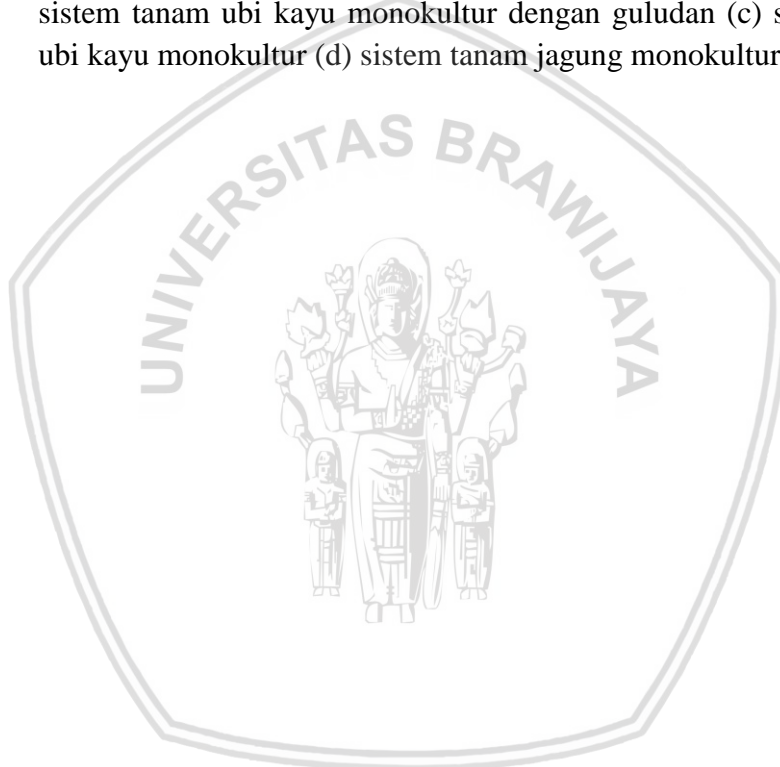 sistem tanam ubi kayu monokultur dengan guludan (c) s
ubi kayu monokultur (d) sistem tanam jagung monokultur
UNIVERSITAS BRAWIJAYA